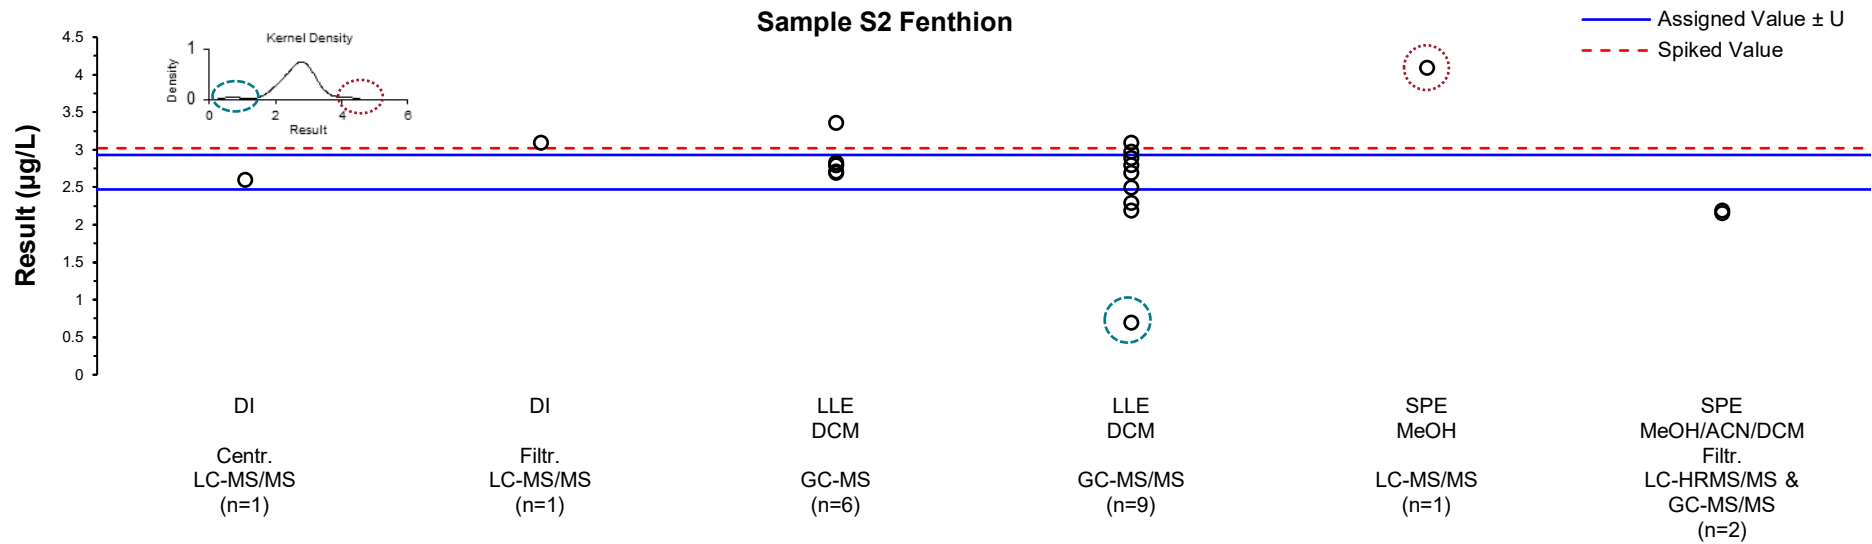 Sample S2 Fenthion
Assigned Value ± U
Spiked Value
Kernel Density
Density
1
0
0 2 4 6
Result
Result (µg/L)
4.5
4
3.5
3
2.5
2
1.5
1
0.5
0
DI
Centr.
LC-MS/MS
(n=1)
DI
Filtr.
LC-MS/MS
(n=1)
LLE
DCM
GC-MS
(n=6)
LLE
DCM
GC-MS/MS
(n=9)
SPE
MeOH
LC-MS/MS
(n=1)
SPE
MeOH/ACN/DCM
Filtr.
LC-HRMS/MS &
GC-MS/MS
(n=2)